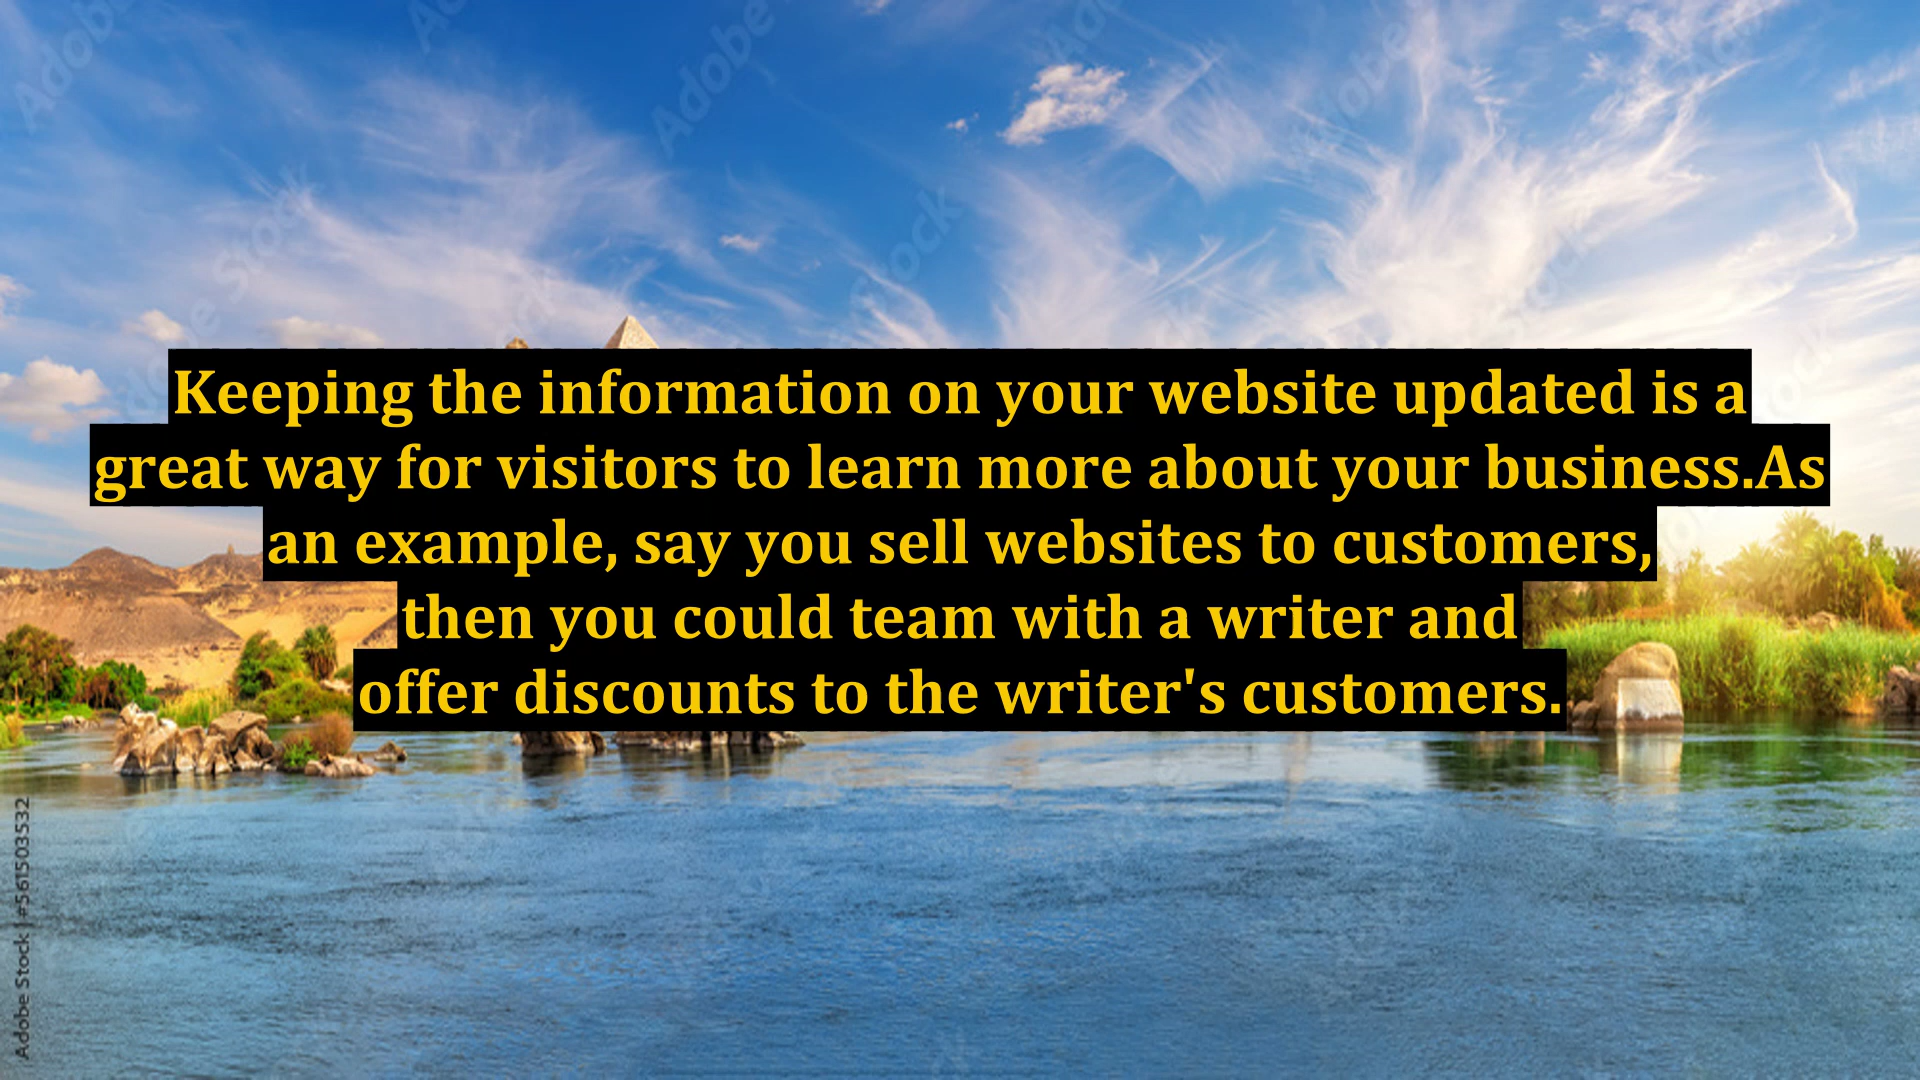 Keeping the information on your website updated is a
great way for visitors to learn more about your business.As
an example, say you sell websites to customers,
then you could team with a writer and
offer discounts to the writer's customers.
Adobe Stock | #561503532